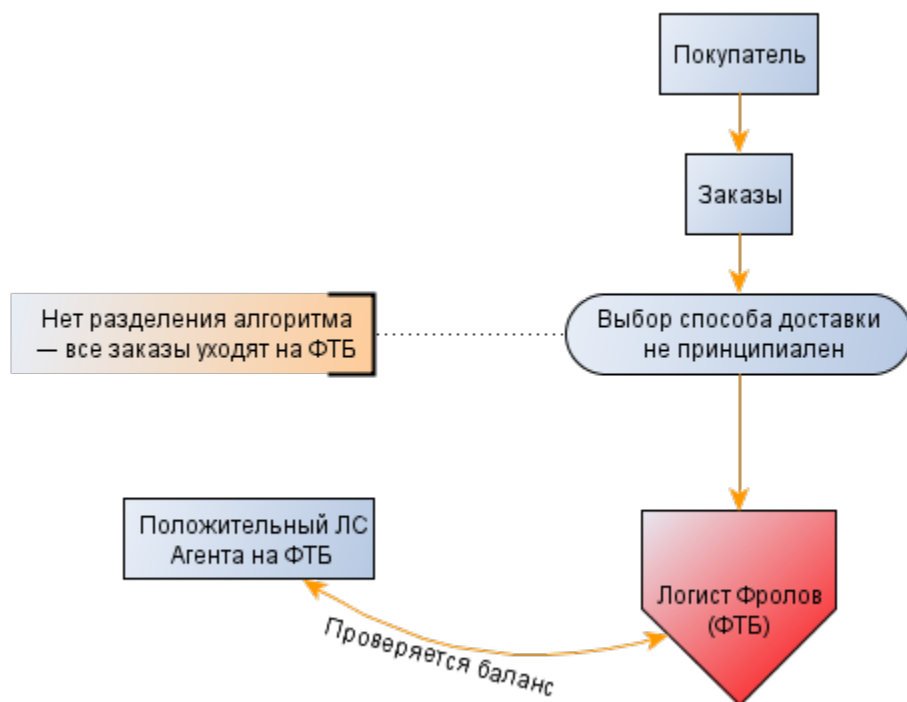 Покупатель
Заказы
Нет разделения алгоритма
— все заказы уходят на ФТБ
Выбор способа доставки
не принципиален
Положительный ЛС
Агента на ФТБ
Логист Фролов
(ФТБ)
Проверяется баланс